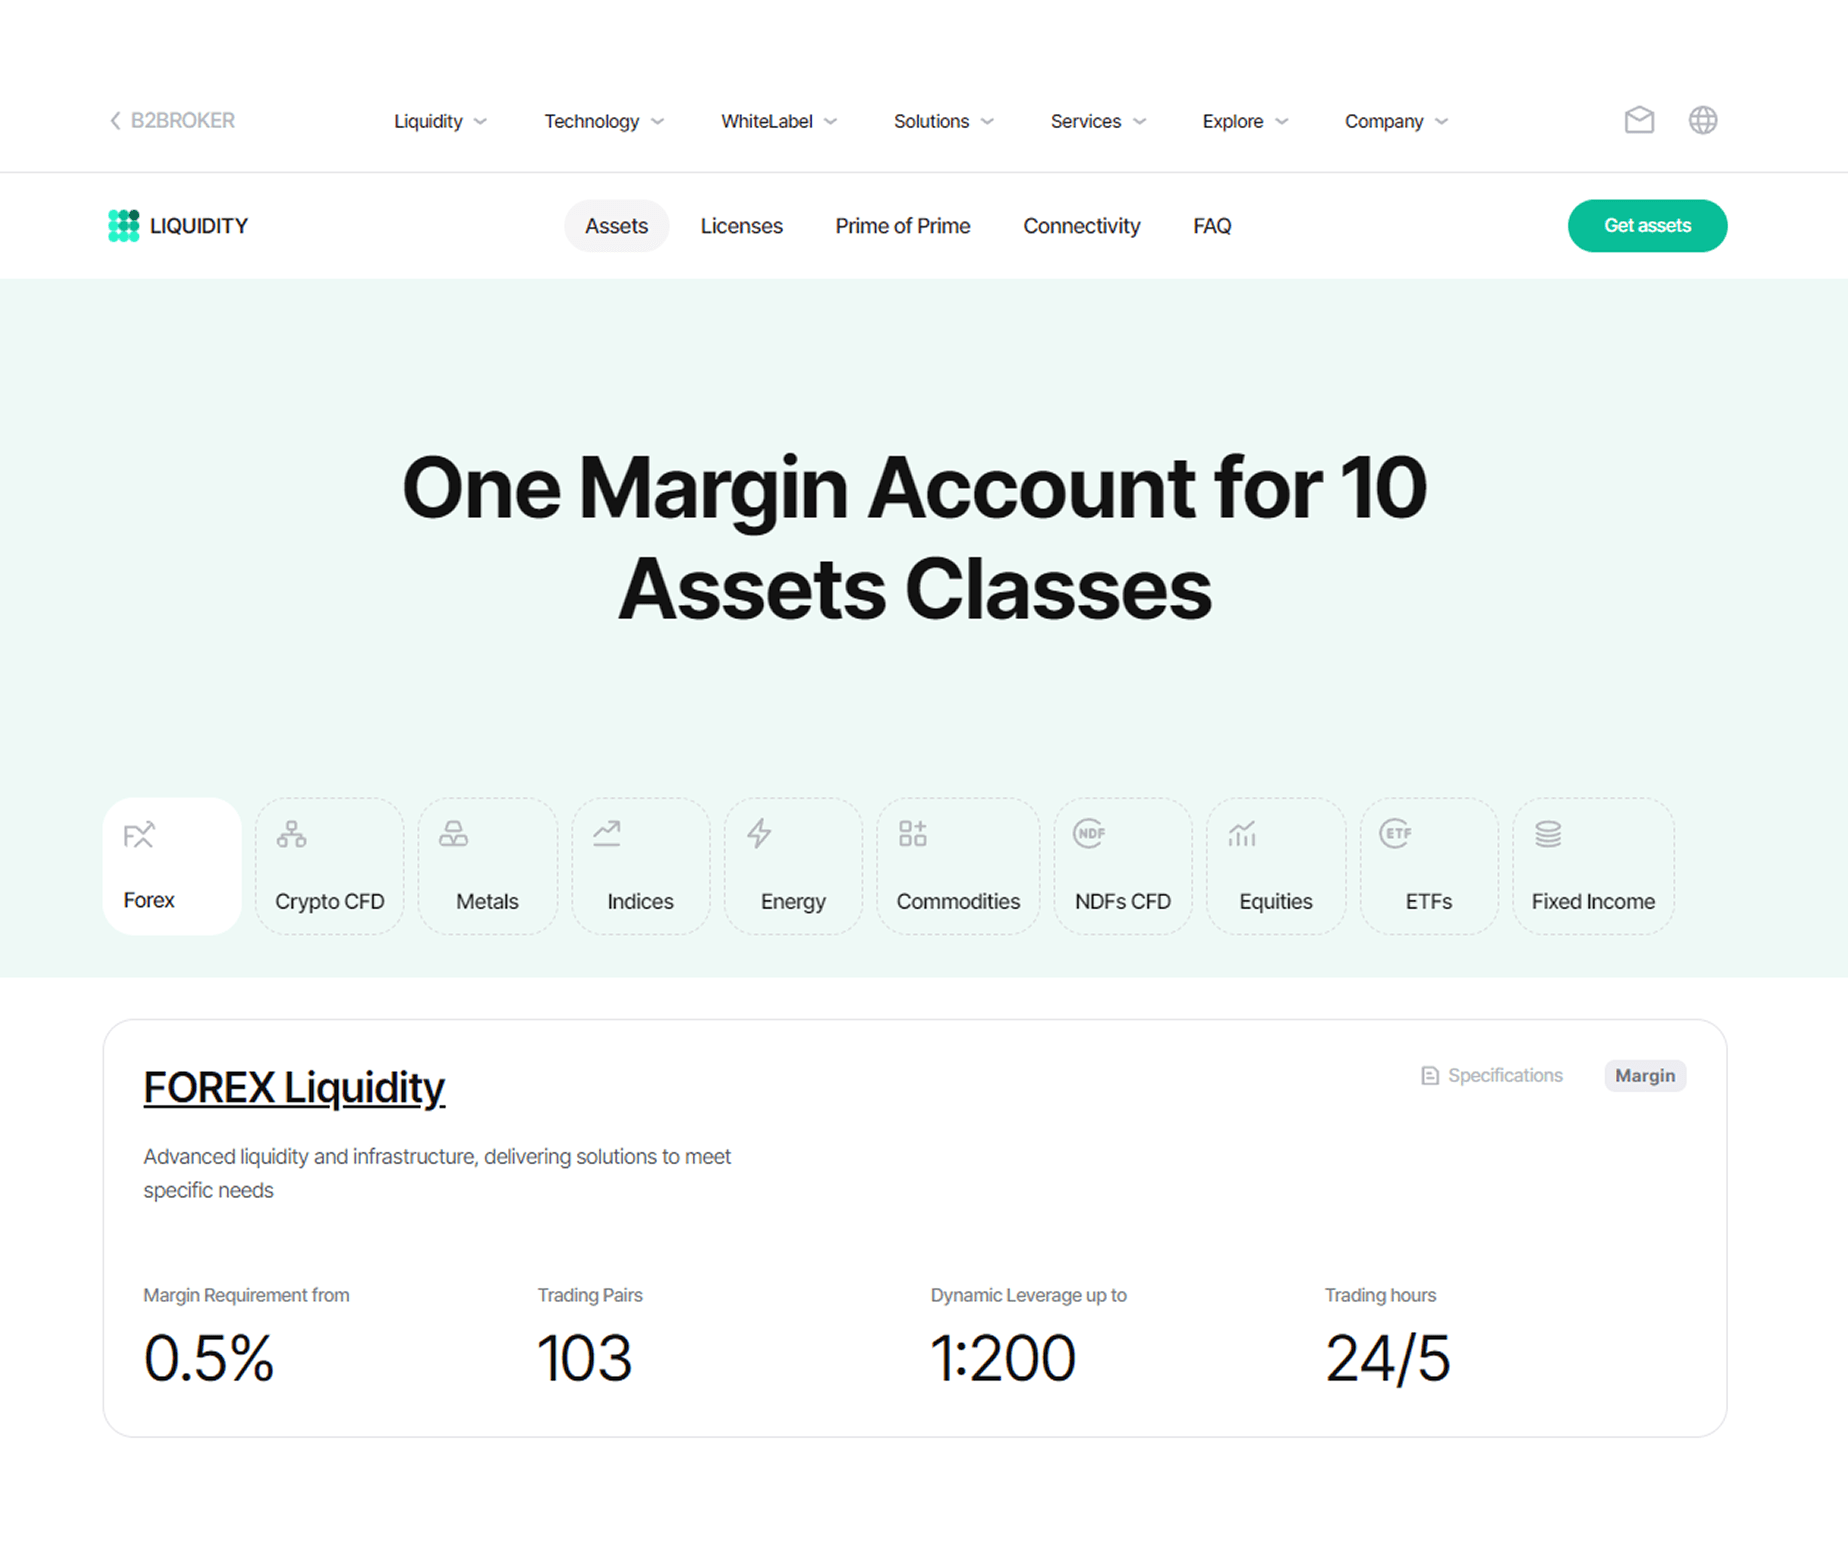 B2BROKER Liquidity Technology WhiteLabel Solutions Services Explore Company
LIQUIDITY Assets Licenses Prime of Prime Connectivity FAQ Get assets
One Margin Account for 10
Assets Classes
FX NDF ETF
Forex Crypto CFD Metals Indices Energy Commodities NDFs CFD Equities ETFs Fixed Income
FOREX Liquidity Specifications Margin
Advanced liquidity and infrastructure, delivering solutions to meet
specific needs
Margin Requirement from Trading Pairs Dynamic Leverage up to Trading hours
0.5% 103 1:200 24/5